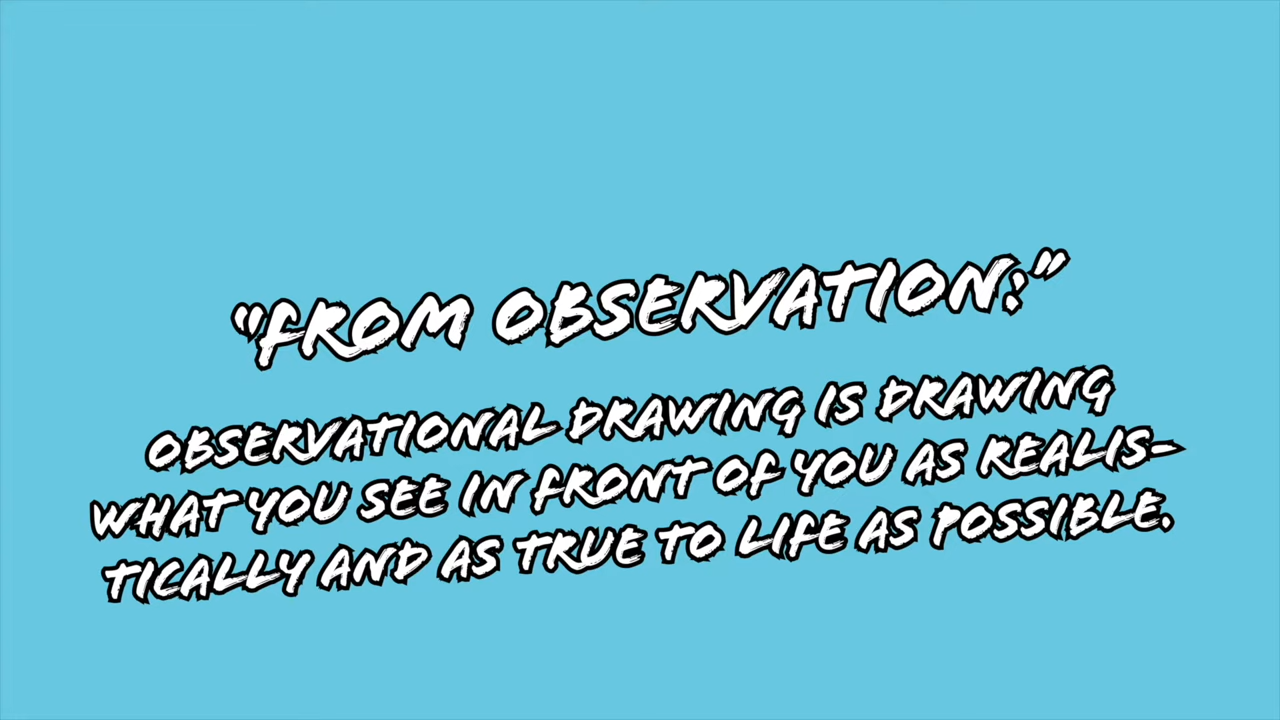 “FROM OBSERVATION:”
OBSERVATIONAL DRAWING IS DRAWING
WHAT YOU SEE IN FRONT OF YOU AS REALIS-
TICALLY AND AS TRUE TO LIFE AS POSSIBLE.